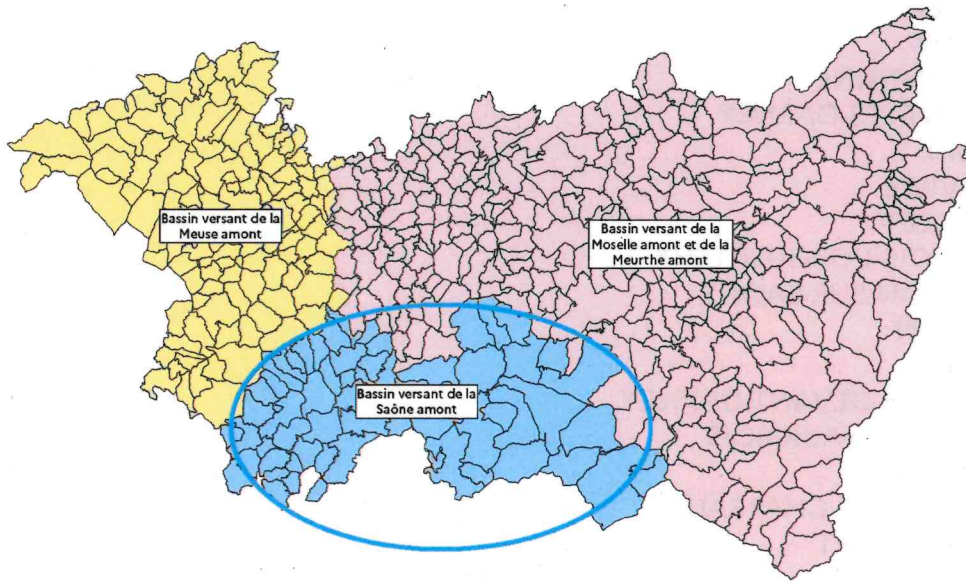 Bassin versant de la
Meuse amont
Bassin versant de la
Moselle amont et de la
Meurthe amont
Bassin versant de la
Saône amont